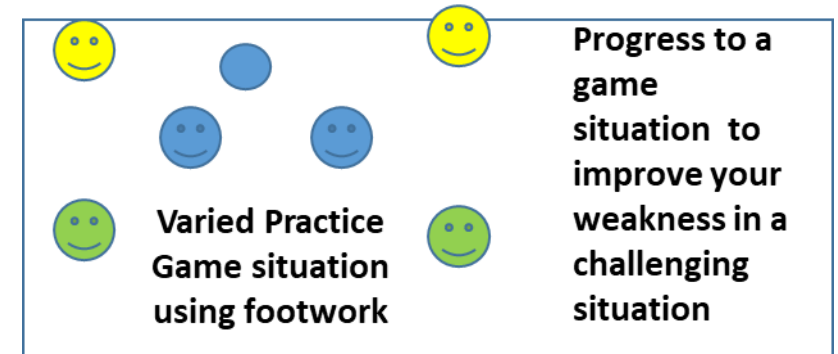 Varied Practice
Game situation
using footwork
Progress to a
game
situation to
improve your
weakness in a
challenging
situation